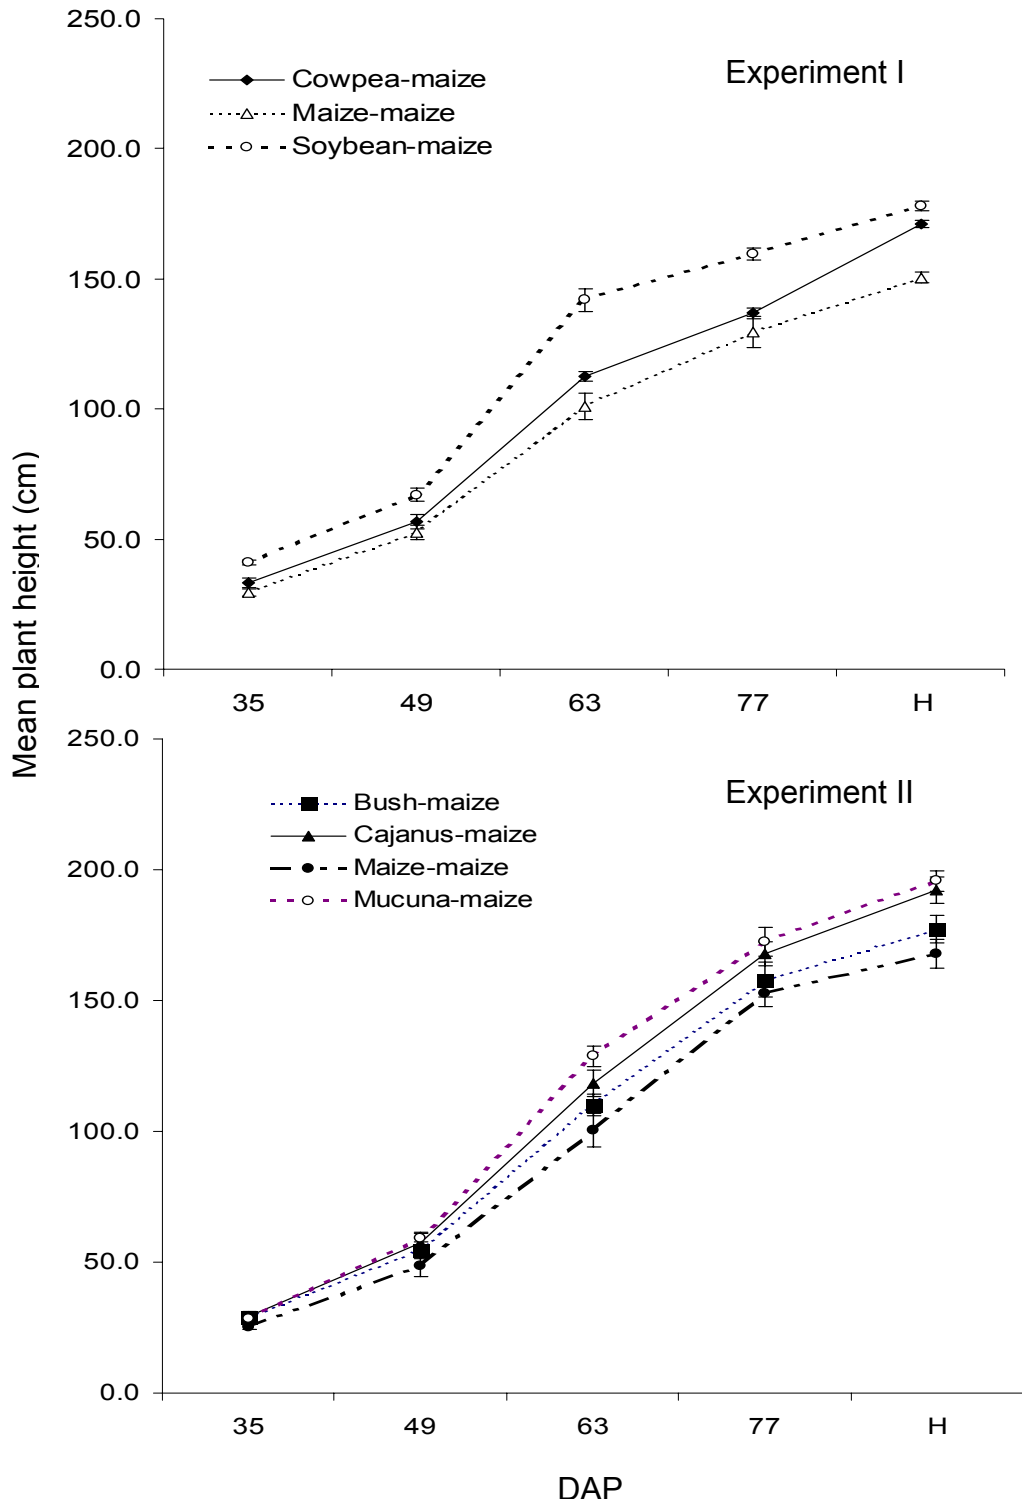 250.0
Experiment I
Cowpea-maize
Maize-maize
Soybean-maize
200.0
150.0
100.0
50.0
0.0
35 49 63 77 H
Mean plant height (cm)
250.0
Experiment II
Bush-maize
Cajanus-maize
Maize-maize
Mucuna-maize
200.0
150.0
100.0
50.0
0.0
35 49 63 77 H
DAP